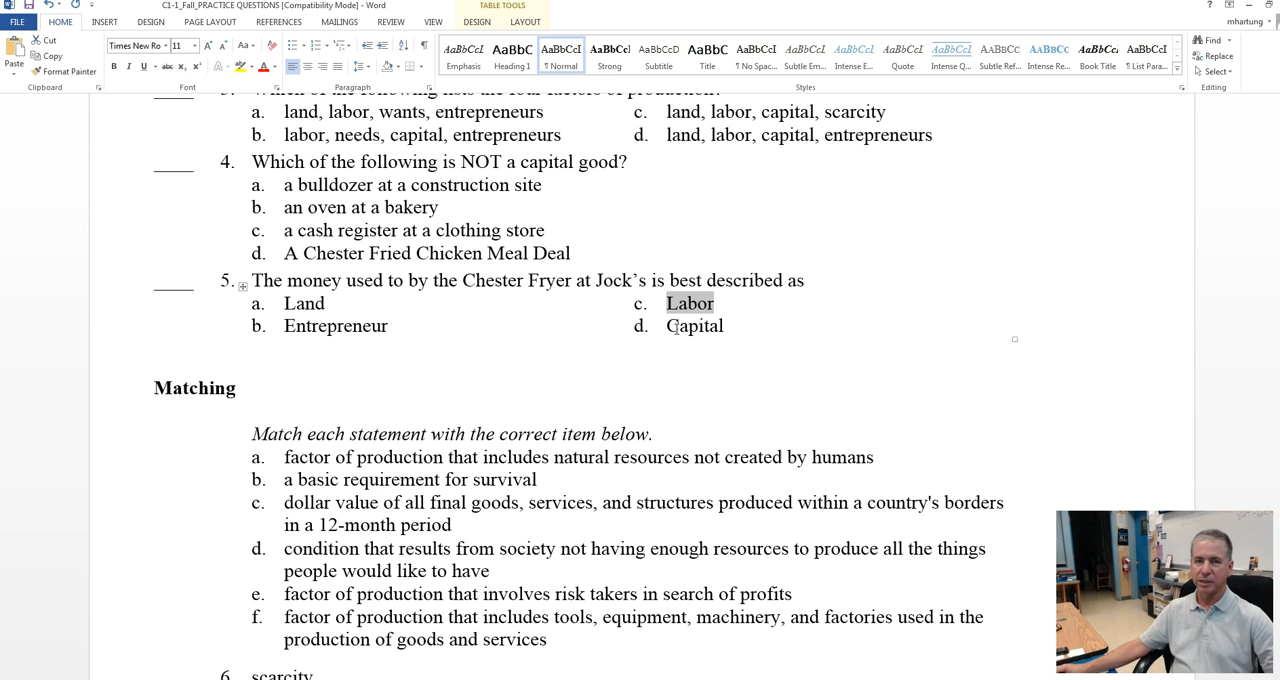 C1-1_Fall_PRACTICE QUESTIONS [Compatibility Mode] - Word
TABLE TOOLS
?
FILE HOME INSERT DESIGN PAGE LAYOUT REFERENCES MAILINGS REVIEW VIEW DESIGN LAYOUT mhartung
Paste
Cut
Copy
Format Painter
Clipboard
Times New Ro 11 A A Aa
B I U abc x₂ x² A A
Font
Paragraph
AaBbCcI AaBbC AaBbCcI AaBbCcl AaBbCcD AaBbC AaBbCcI AaBbCcI AaBbCcI AaBbCcI AaBbCcI AABBCC AABBCC AaBbCc AaBbCcI
Emphasis Heading 1 ¶ Normal Strong Subtitle Title ¶ No Spac... Subtle Em... Intense E... Quote Intense Q... Subtle Ref... Intense Re... Book Title ¶ List Para...
Styles
Find
Replace
Select
Editing
a. land, labor, wants, entrepreneurs c. land, labor, capital, scarcity
b. labor, needs, capital, entrepreneurs d. land, labor, capital, entrepreneurs
4. Which of the following is NOT a capital good?
a. a bulldozer at a construction site
b. an oven at a bakery
c. a cash register at a clothing store
d. A Chester Fried Chicken Meal Deal
5. The money used to by the Chester Fryer at Jock's is best described as
a. Land c. Labor
b. Entrepreneur d. Capital
Matching
Match each statement with the correct item below.
a. factor of production that includes natural resources not created by humans
b. a basic requirement for survival
c. dollar value of all final goods, services, and structures produced within a country's borders
in a 12-month period
d. condition that results from society not having enough resources to produce all the things
people would like to have
e. factor of production that involves risk takers in search of profits
f. factor of production that includes tools, equipment, machinery, and factories used in the
production of goods and services
6. scarcity